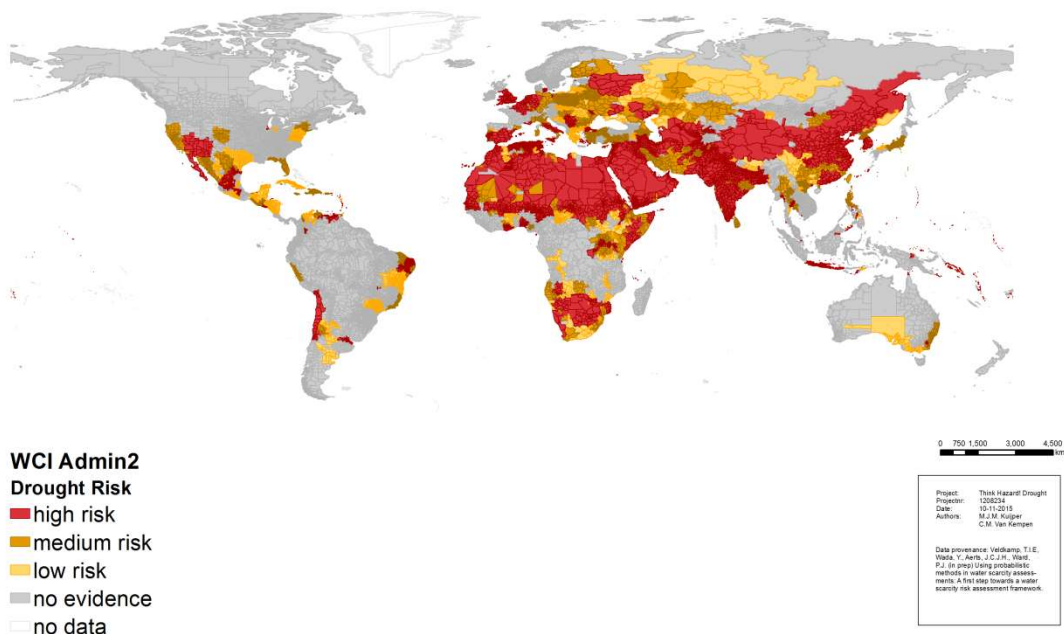 WCI Admin2
Drought Risk
high risk
medium risk
low risk
no evidence
no data
0 750 1,500 3,000 4,500
km
Project: Think Hazard! Drought
Projectnr: 1208234
Date: 10-11-2015
Authors: M.J.M. Kuijper
C.M. Van Kempen
Data provenance: Veldkamp, T.I.E,
Wada, Y., Aerts, J.C.J.H., Ward,
P.J. (in prep) Using probabilistic
methods in water scarcity assess-
ments: A first step towards a water
scarcity risk assessment framework.